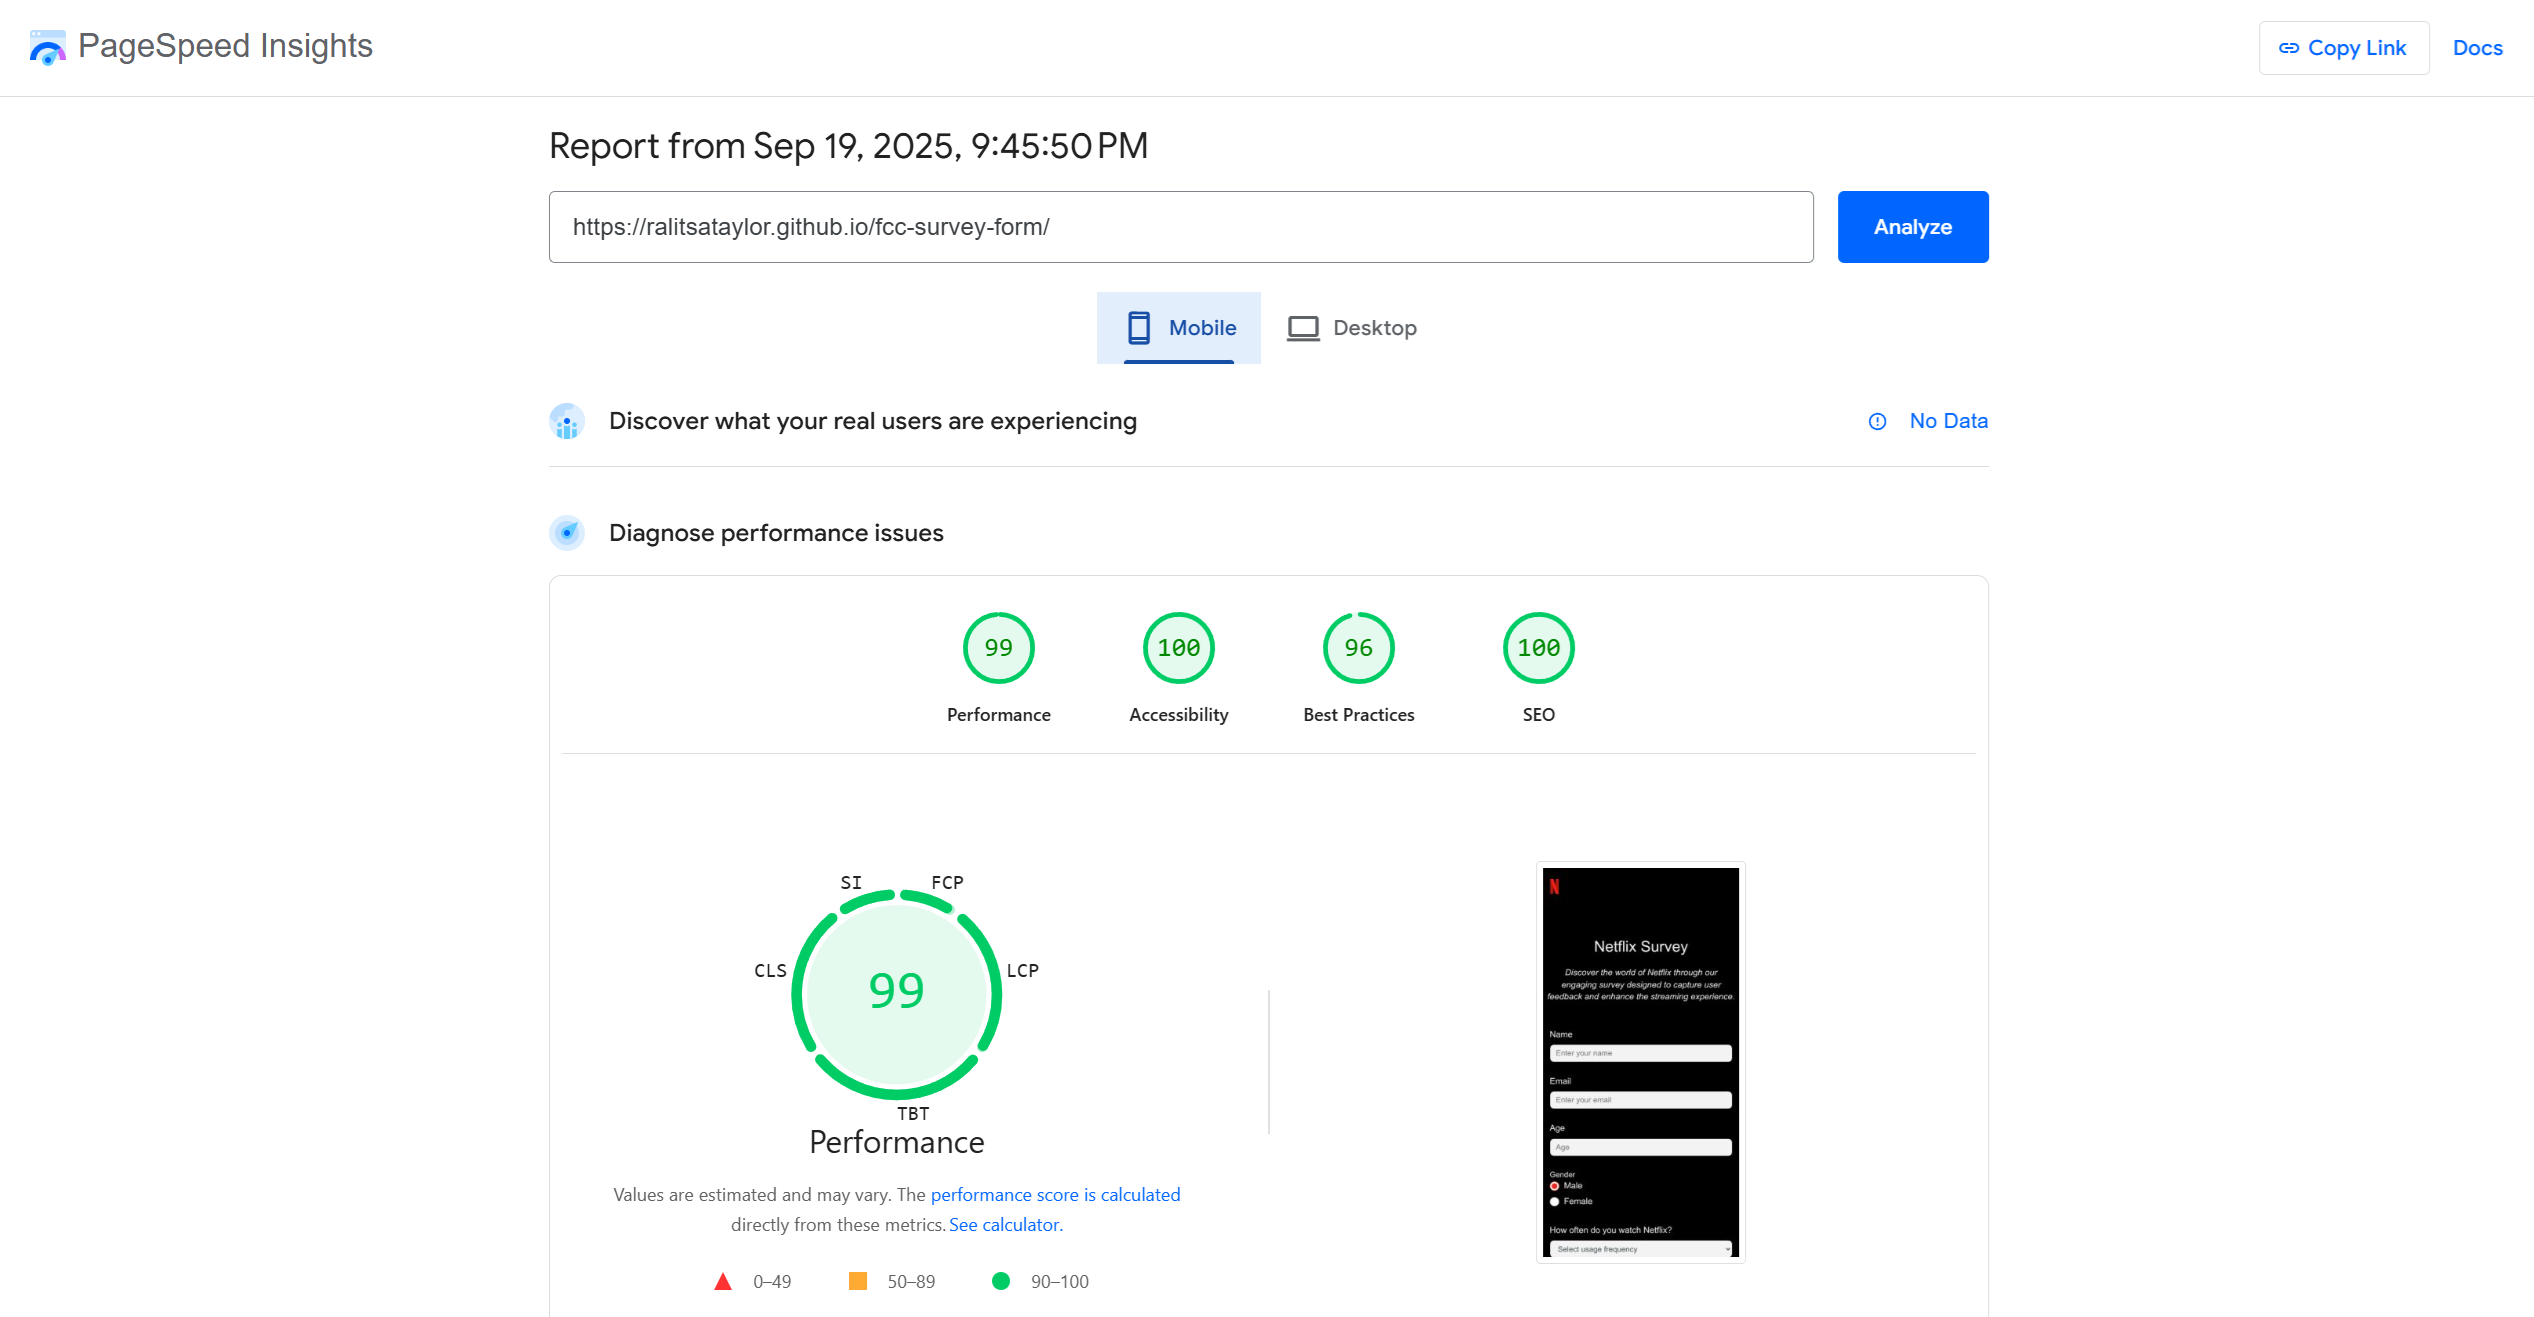 PageSpeed Insights
Copy Link
Docs
Report from Sep 19, 2025, 9:45:50 PM
https://ralitsataylor.github.io/fcc-survey-form/
Analyze
Mobile
Desktop
Discover what your real users are experiencing
No Data
Diagnose performance issues
99
100
96
100
Performance
Accessibility
Best Practices
SEO
SI
FCP
CLS
LCP
99
TBT
Performance
Values are estimated and may vary. The performance score is calculated
directly from these metrics. See calculator.
0–49
50–89
90–100
N
Netflix Survey
Discover the world of Netflix through our
engaging survey designed to capture user
feedback and enhance the streaming experience.
Name
Enter your name
Email
Enter your email
Age
Age
Gender
Male
Female
How often do you watch Netflix?
Select usage frequency